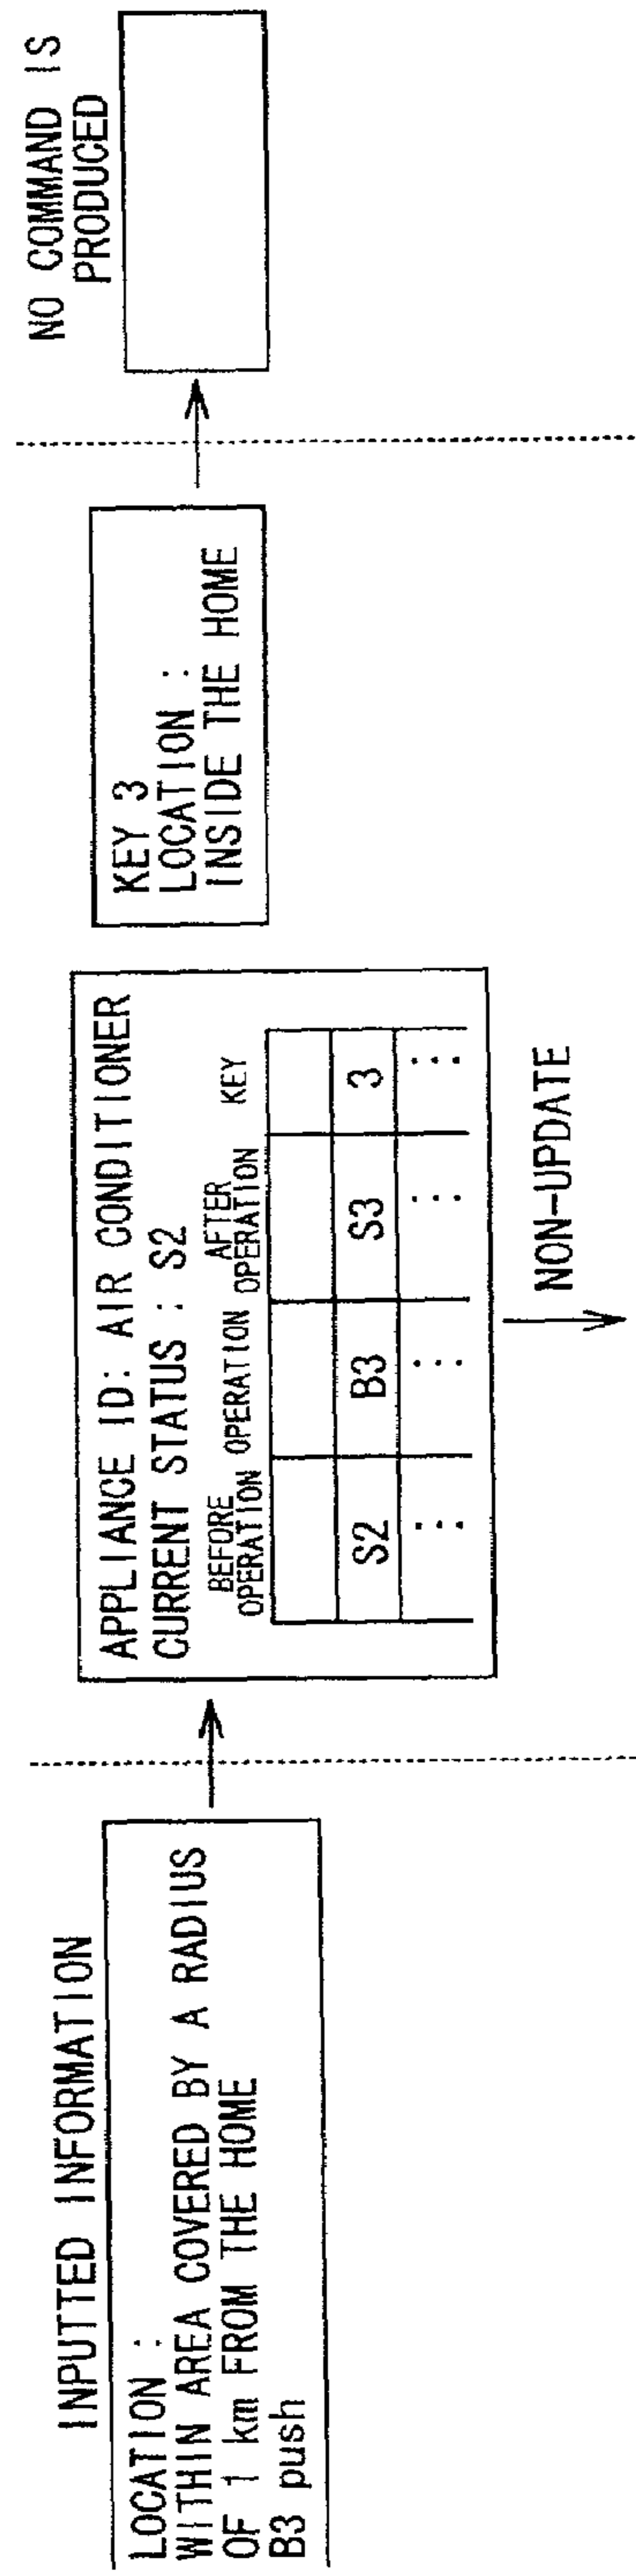 INPUTTED INFORMATION
LOCATION :
WITHIN AREA COVERED BY A RADIUS
OF 1 km FROM THE HOME
B3 push
APPLIANCE ID: AIR CONDITIONER
CURRENT STATUS : S2
BEFORE OPERATION OPERATION AFTER OPERATION KEY
S2 B3 S3 3
... ... ... ...
NON-UPDATE
KEY 3
LOCATION :
INSIDE THE HOME
NO COMMAND IS
PRODUCED